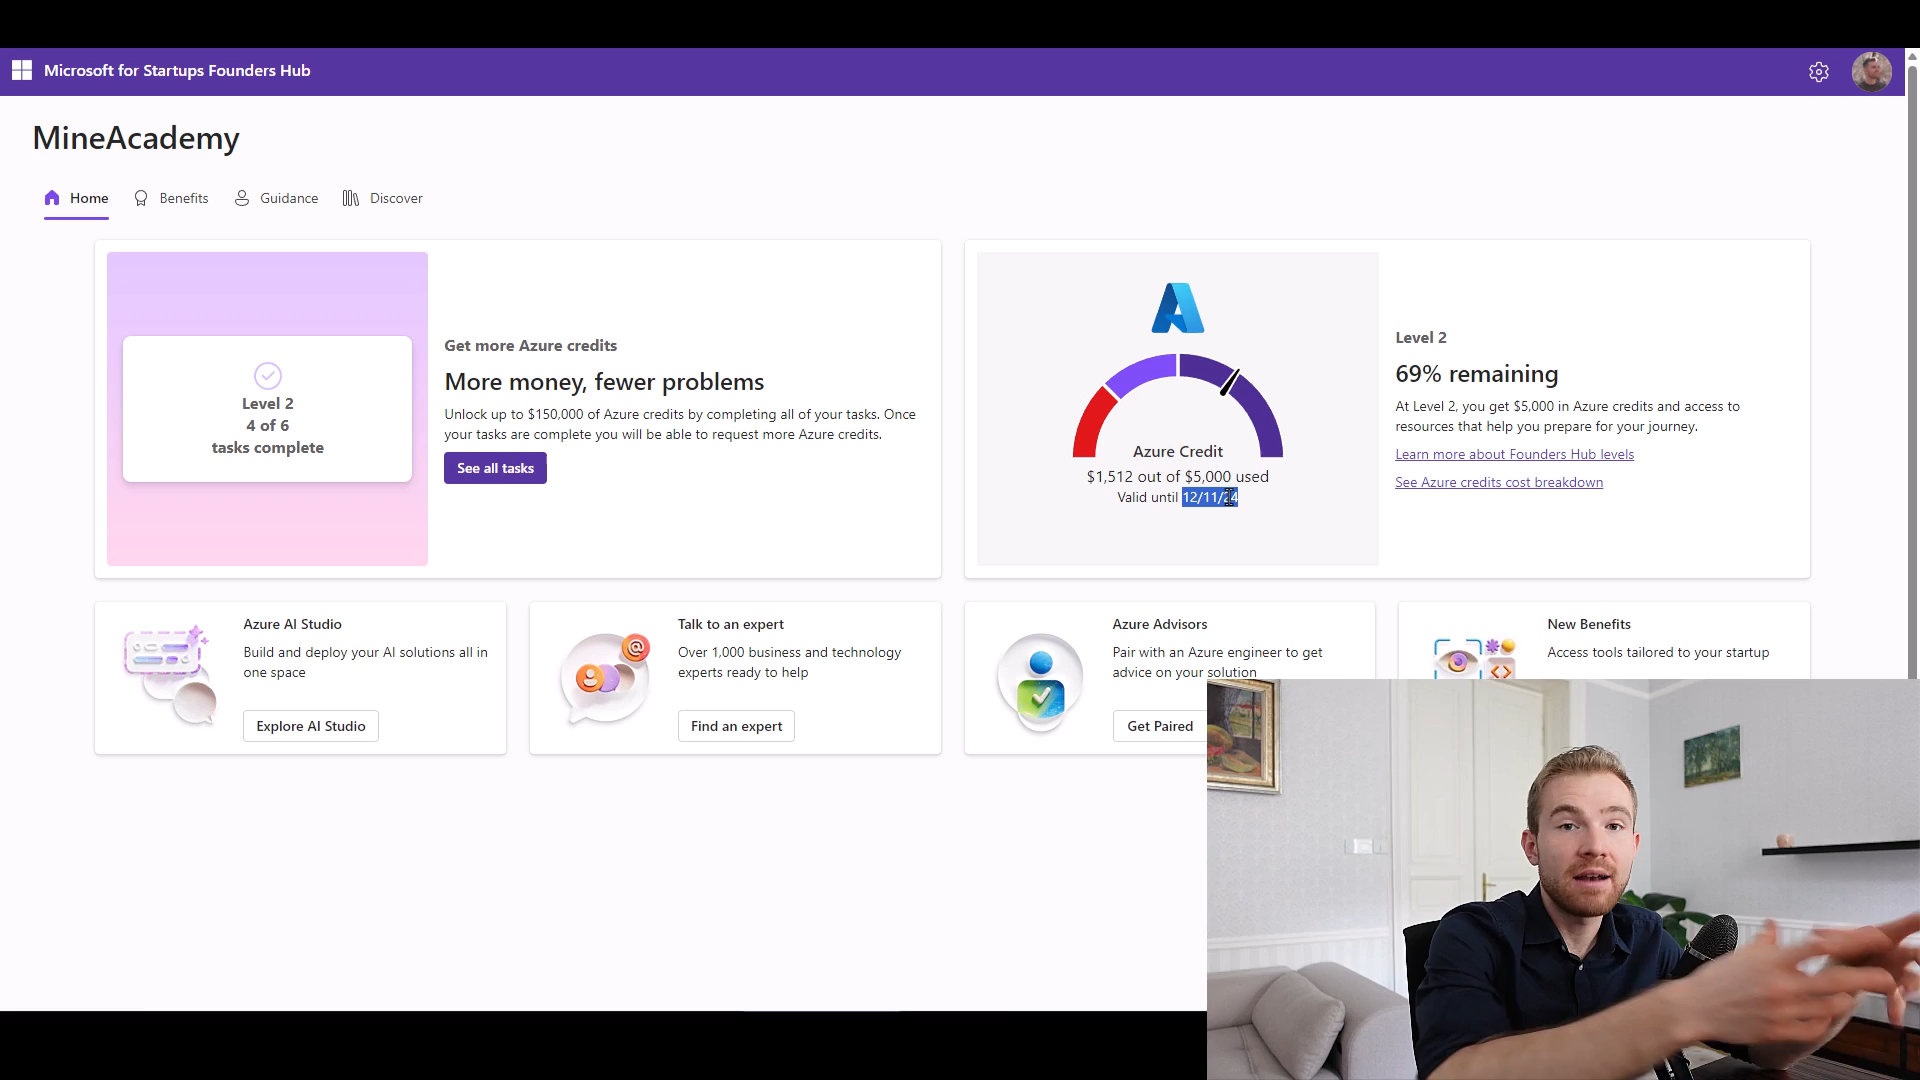 Microsoft for Startups Founders Hub
MineAcademy
Home
Benefits
Guidance
Discover
Level 2
4 of 6
tasks complete
Get more Azure credits
More money, fewer problems
Unlock up to $150,000 of Azure credits by completing all of your tasks. Once
your tasks are complete you will be able to request more Azure credits.
See all tasks
Azure Credit
$1,512 out of $5,000 used
Valid until 12/11/24
Level 2
69% remaining
At Level 2, you get $5,000 in Azure credits and access to
resources that help you prepare for your journey.
Learn more about Founders Hub levels
See Azure credits cost breakdown
Azure AI Studio
Build and deploy your AI solutions all in
one space
Explore AI Studio
Talk to an expert
Over 1,000 business and technology
experts ready to help
Find an expert
Azure Advisors
Pair with an Azure engineer to get
advice on your solution
Get Paired
New Benefits
Access tools tailored to your startup